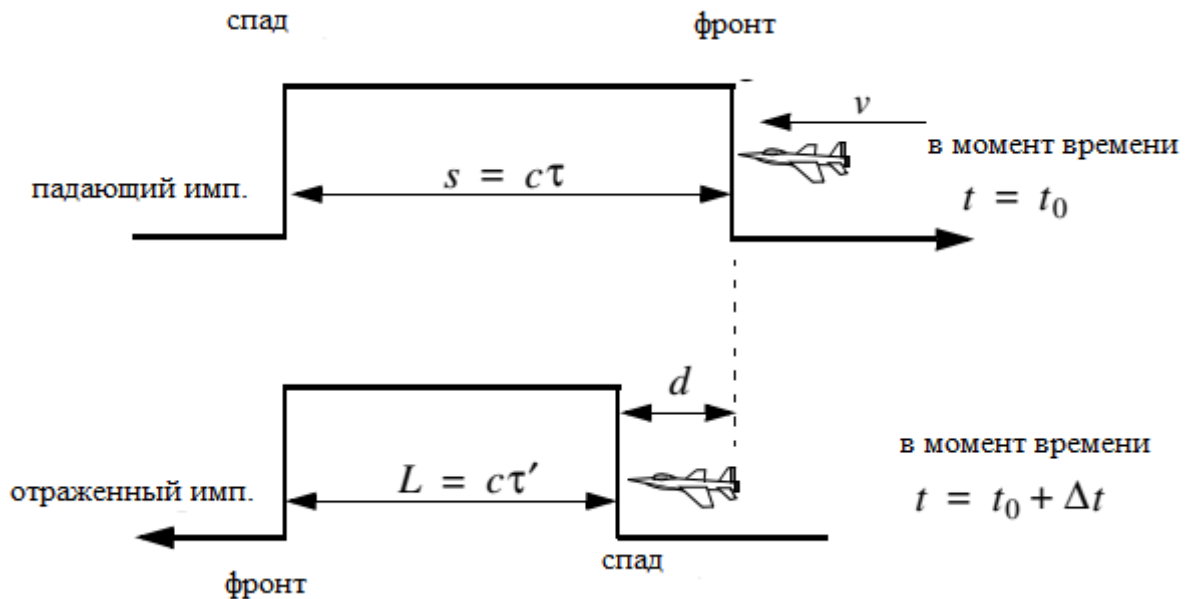 спад
фронт
v
в момент времени
падающий имп.
s = cτ
t = t₀
d
в момент времени
отраженный имп.
L = cτ′
t = t₀ + Δt
фронт
спад